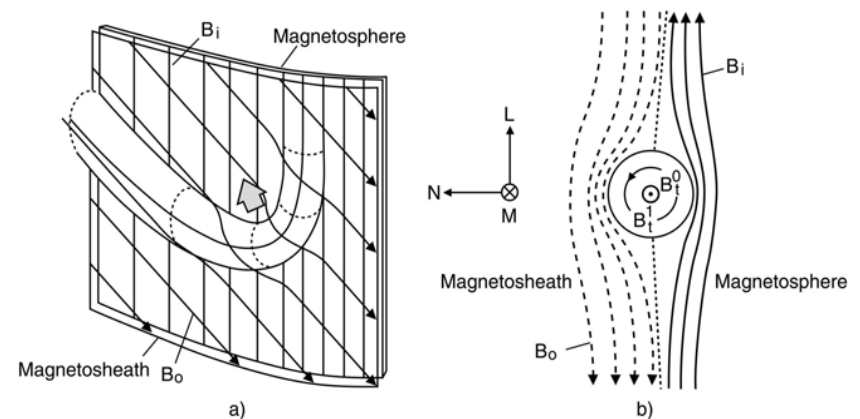 Bi
Magnetosphere
Magnetosheath
Bo
a)
Bi
L
N
M
B0t
B1t
Magnetosheath
Magnetosphere
Bo
b)